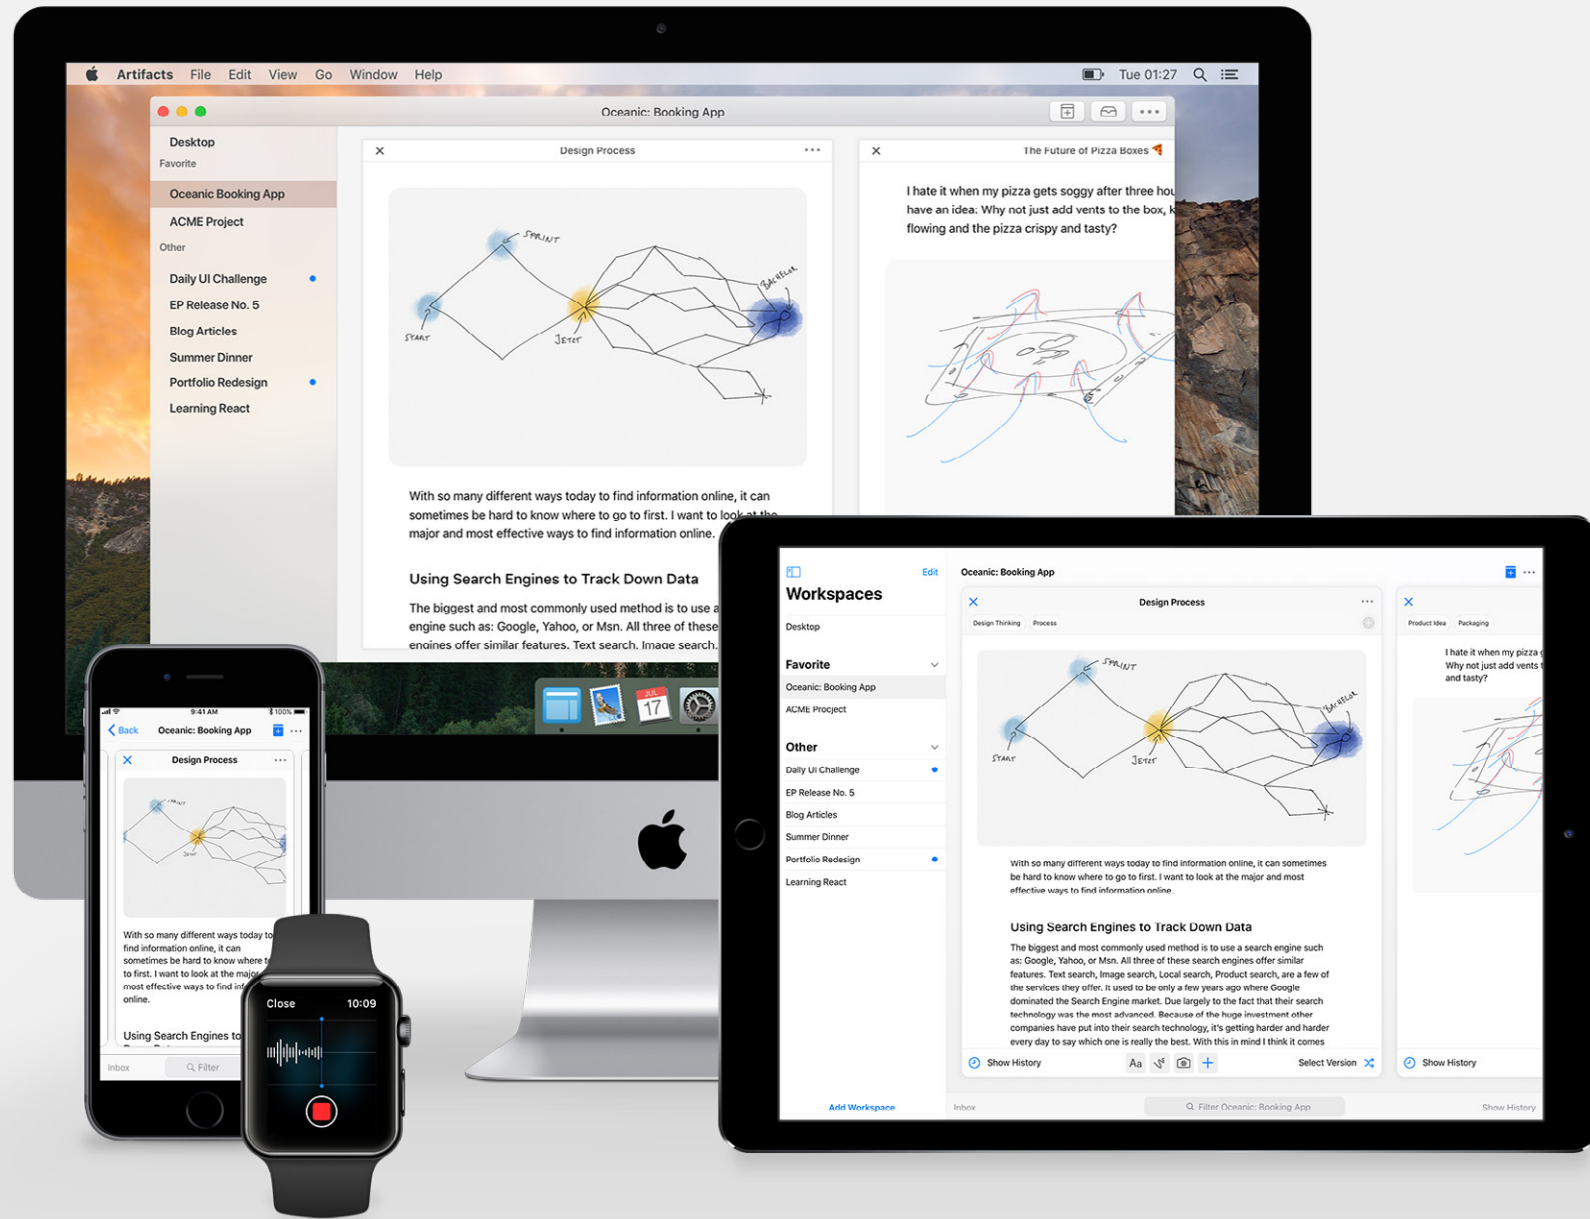 Artifacts File Edit View Go Window Help
Tue 01:27
Oceanic: Booking App
Desktop
Favorite
Oceanic Booking App
ACME Project
Other
Daily UI Challenge
EP Release No. 5
Blog Articles
Summer Dinner
Portfolio Redesign
Learning React
Design Process
SPRINT
START
JETZT
BACHELOR
With so many different ways today to find information online, it can
sometimes be hard to know where to go to first. I want to look at the
major and most effective ways to find information online.
Using Search Engines to Track Down Data
The biggest and most commonly used method is to use a
engine such as: Google, Yahoo, or Msn. All three of these
engines offer similar features. Text search, Image search,
The Future of Pizza Boxes
I hate it when my pizza gets soggy after three
have an idea: Why not just add vents to the box,
flowing and the pizza crispy and tasty?
JUL
17
9:41 AM
100%
Back
Oceanic: Booking App
Design Process
SPRINT
JETZT
With so many different ways today to
find information online, it can
sometimes be hard to know where
to first. I want to look at the major
most effective ways to find
online.
Using Search Engines to
Inbox
Filter
Close 10:09
Edit
Workspaces
Desktop
Favorite
Oceanic: Booking App
ACME Procject
Other
Daily UI Challenge
EP Release No. 5
Blog Articles
Summer Dinner
Portfolio Redesign
Learning React
Add Workspace
Oceanic: Booking App
Design Process
Design Thinking Process
SPRINT
START
JETZT
BACHELOR
With so many different ways today to find information online, it can sometimes
be hard to know where to go to first. I want to look at the major and most
effective ways to find information online.
Using Search Engines to Track Down Data
The biggest and most commonly used method is to use a search engine such
as: Google, Yahoo, or Msn. All three of these search engines offer similar
features. Text search, Image search, Local search, Product search, are a few of
the services they offer. It used to be only a few years ago where Google
dominated the Search Engine market. Due largely to the fact that their search
technology was the most advanced. Because of the huge investment other
companies have put into their search technology, it's getting harder and harder
every day to say which one is really the best. With this in mind I think it comes
Show History
Aa
Select Version
Product Idea Packaging
I hate it when my pizza
Why not just add vents
and tasty?
Show History
Inbox
Filter Oceanic: Booking App
Show History